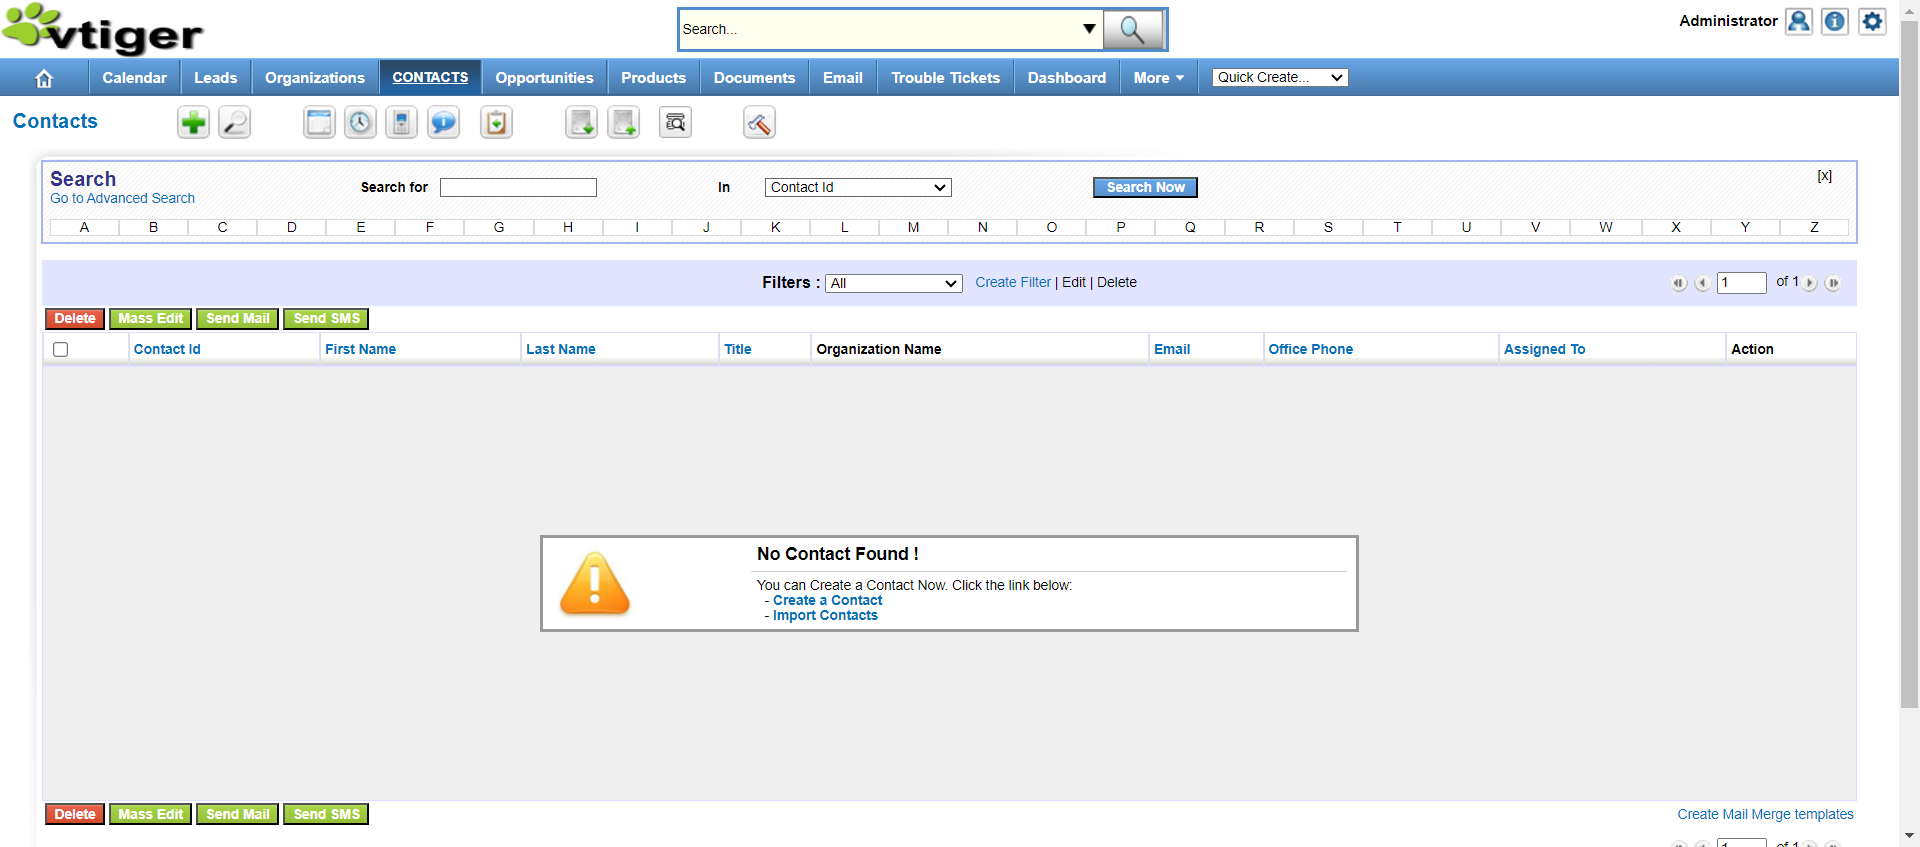 vtiger
Search...
Administrator
Calendar Leads Organizations CONTACTS Opportunities Products Documents Email Trouble Tickets Dashboard More Quick Create...
Contacts
Search
Go to Advanced Search
Search for In Contact Id Search Now [x]
A B C D E F G H I J K L M N O P Q R S T U V W X Y Z
Filters : All Create Filter | Edit | Delete 1 of 1
Delete Mass Edit Send Mail Send SMS
Contact Id First Name Last Name Title Organization Name Email Office Phone Assigned To Action
No Contact Found !
You can Create a Contact Now. Click the link below:
- Create a Contact
- Import Contacts
Delete Mass Edit Send Mail Send SMS Create Mail Merge templates
1 of 1